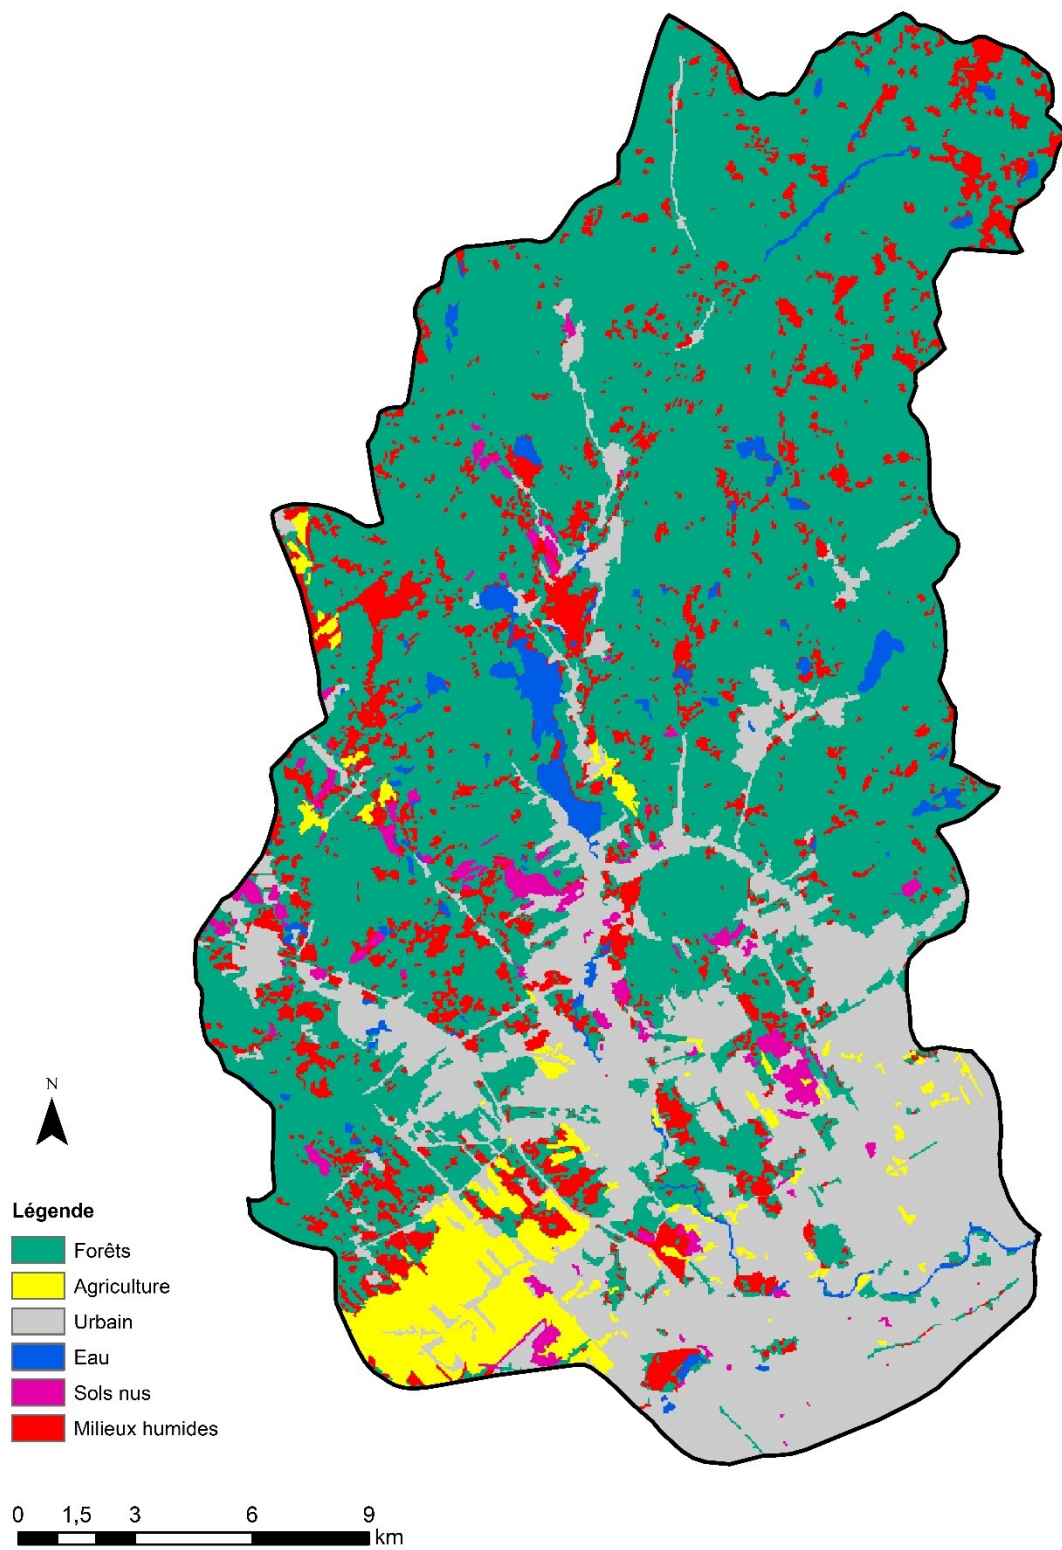 N
Légende
Forêts
Agriculture
Urbain
Eau
Sols nus
Milieux humides
0 1,5 3 6 9
km